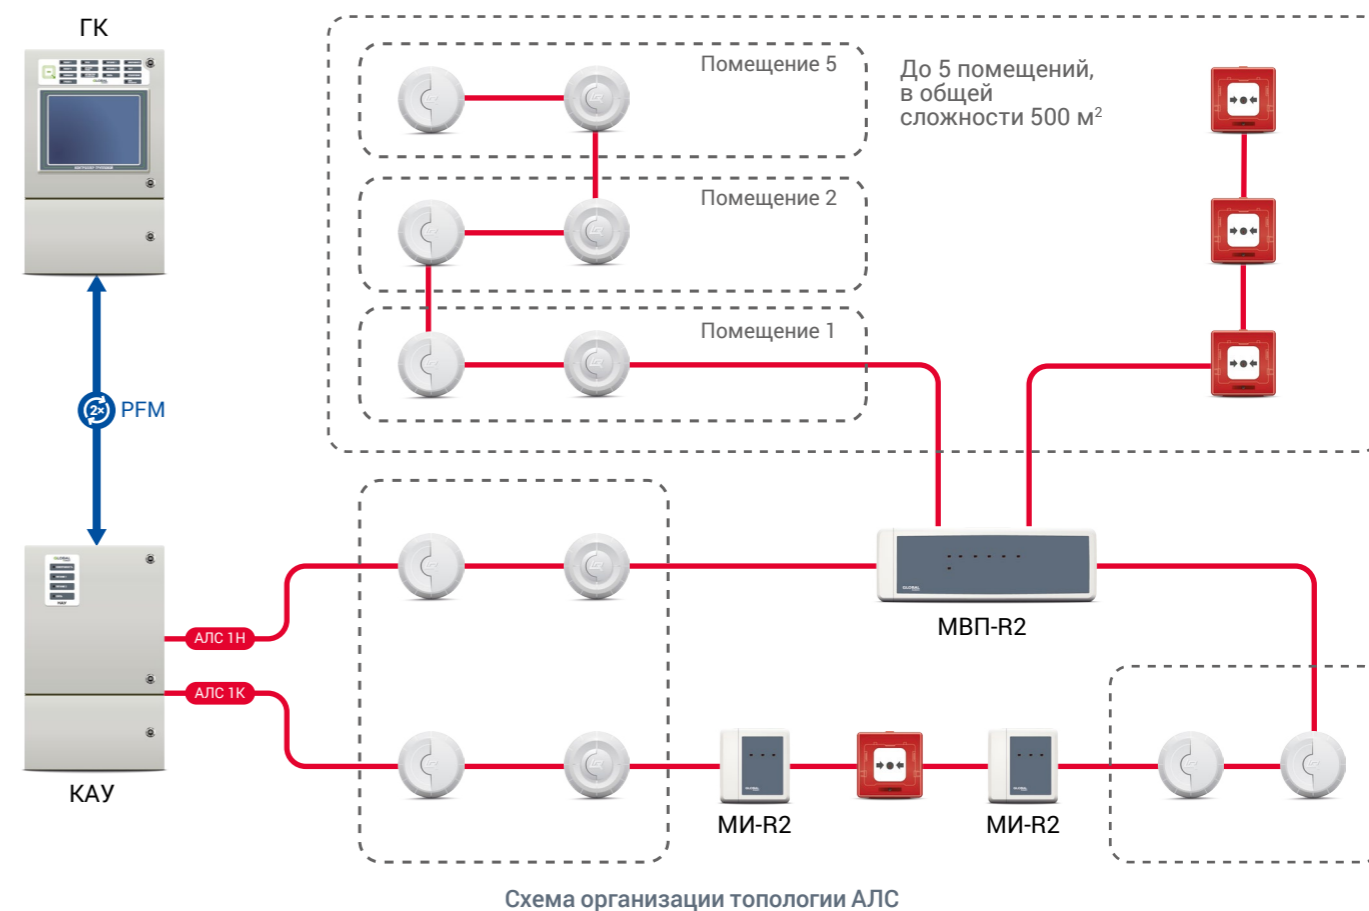 ГК
Помещение 5
До 5 помещений,
в общей
сложности 500 м²
Помещение 2
Помещение 1
2×
PFM
АЛС 1Н
АЛС 1К
КАУ
МВП-R2
МИ-R2
МИ-R2
Схема организации топологии АЛС